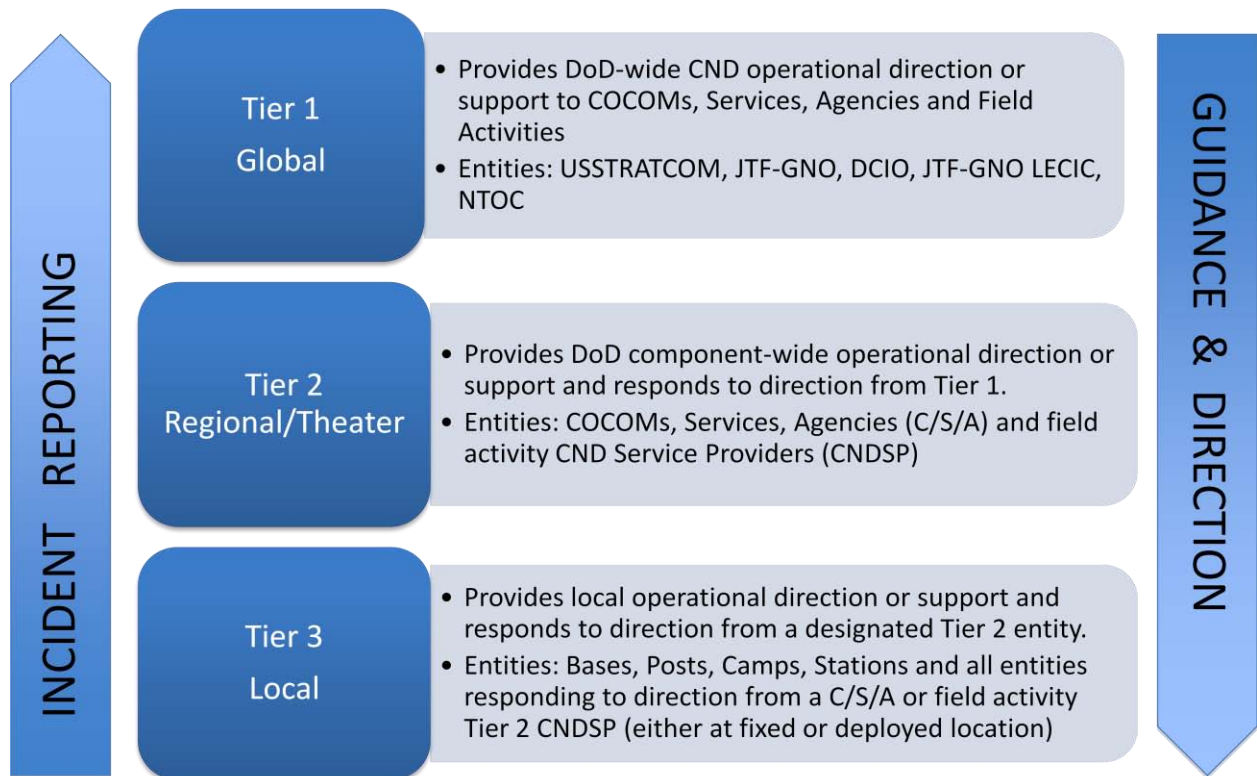 INCIDENT REPORTING
Tier 1
Global
• Provides DoD-wide CND operational direction or
support to COCOMs, Services, Agencies and Field
Activities
• Entities: USSTRATCOM, JTF-GNO, DCIO, JTF-GNO LECIC,
NTOC
Tier 2
Regional/Theater
• Provides DoD component-wide operational direction or
support and responds to direction from Tier 1.
• Entities: COCOMs, Services, Agencies (C/S/A) and field
activity CND Service Providers (CNDSP)
Tier 3
Local
• Provides local operational direction or support and
responds to direction from a designated Tier 2 entity.
• Entities: Bases, Posts, Camps, Stations and all entities
responding to direction from a C/S/A or field activity
Tier 2 CNDSP (either at fixed or deployed location)
GUIDANCE & DIRECTION